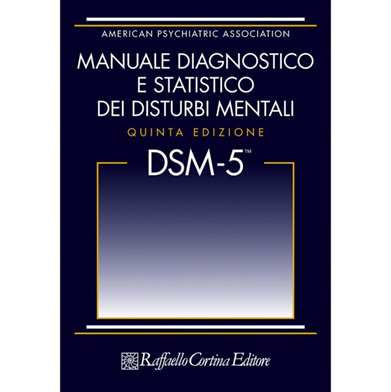 AMERICAN PSYCHIATRIC ASSOCIATION
MANUALE DIAGNOSTICO
E STATISTICO
DEI DISTURBI MENTALI
QUINTA EDIZIONE
DSM-5™
Raffaello Cortina Editore